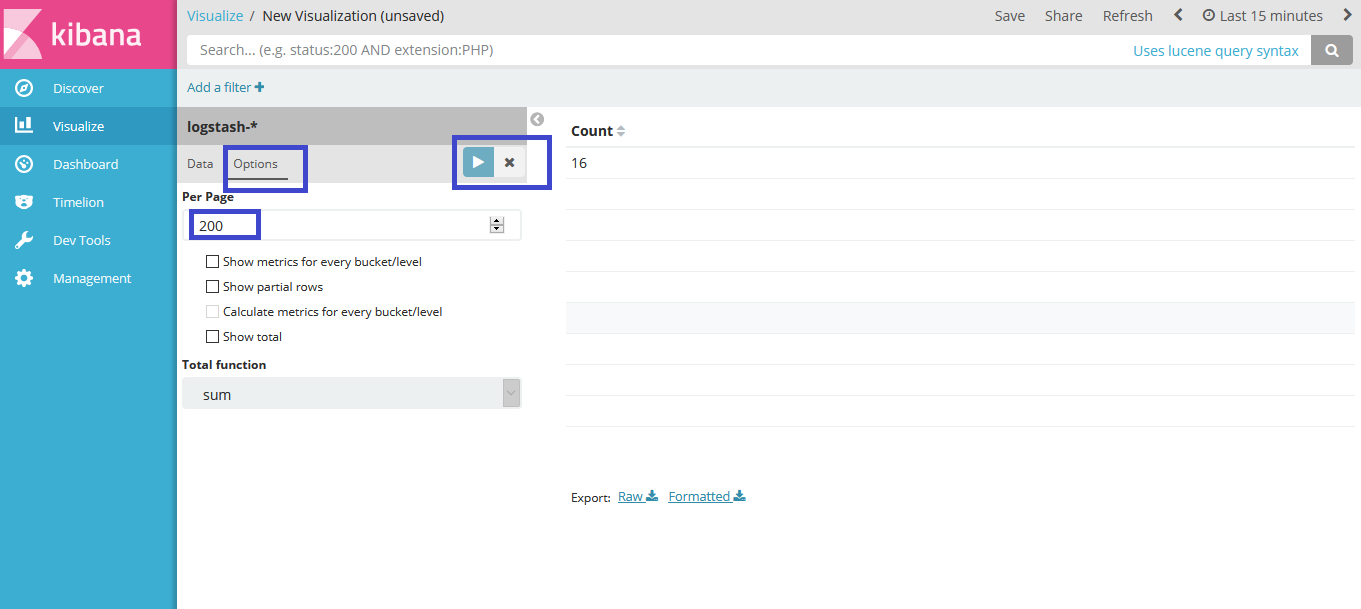 kibana
Discover
Visualize
Dashboard
Timelion
Dev Tools
Management
Visualize / New Visualization (unsaved)
Save Share Refresh Last 15 minutes
Search... (e.g. status:200 AND extension:PHP) Uses lucene query syntax
Add a filter
logstash-*
Data Options
Per Page
200
Show metrics for every bucket/level
Show partial rows
Calculate metrics for every bucket/level
Show total
Total function
sum
Count
16
Export: Raw Formatted